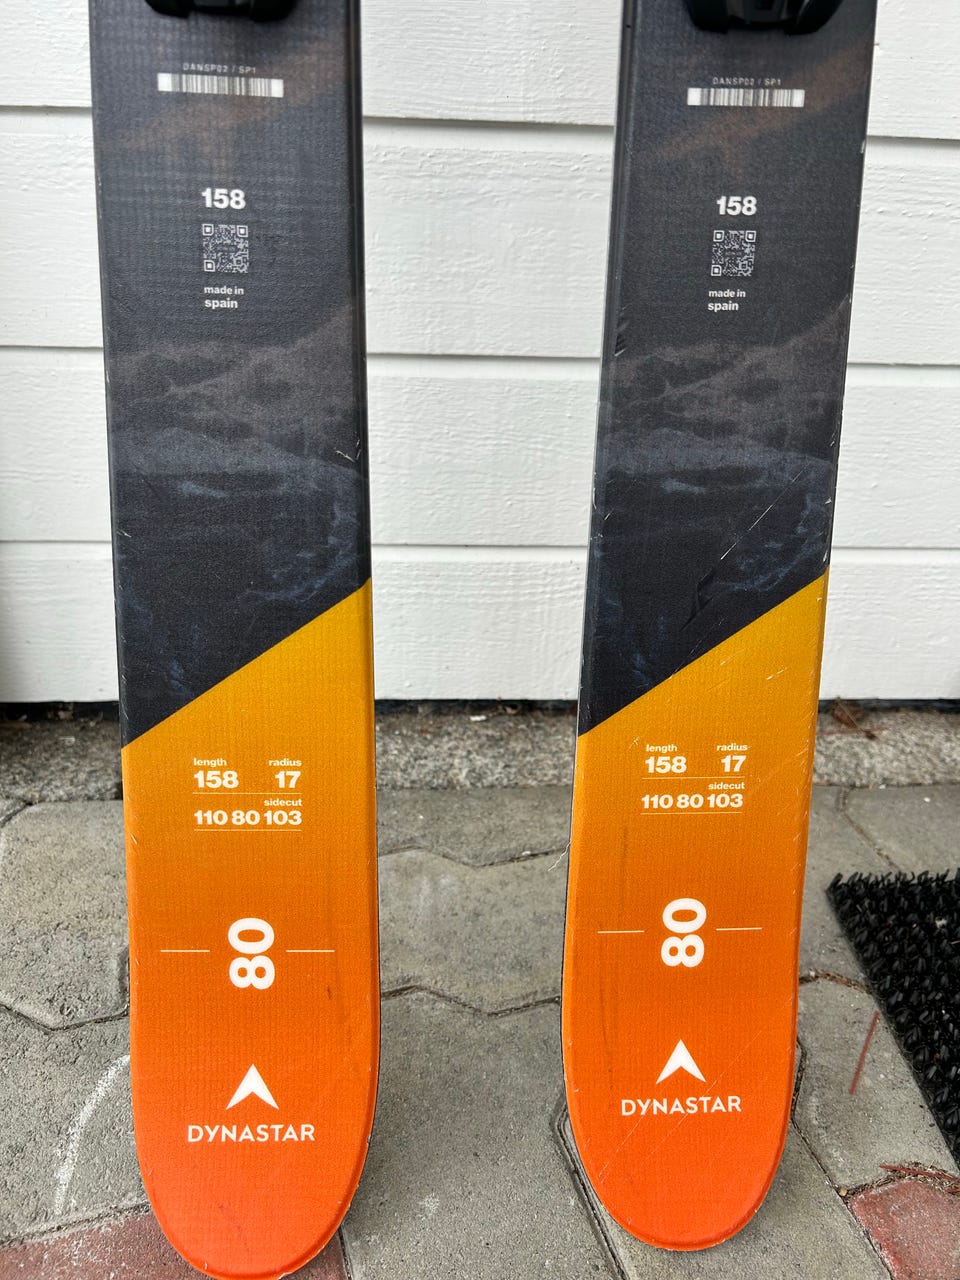 DANSP02 / SP1
158
made in
spain
length radius
158 17
sidecut
110 80 103
80
DYNASTAR
DANSP02 / SP1
158
made in
spain
length radius
158 17
sidecut
110 80 103
80
DYNASTAR